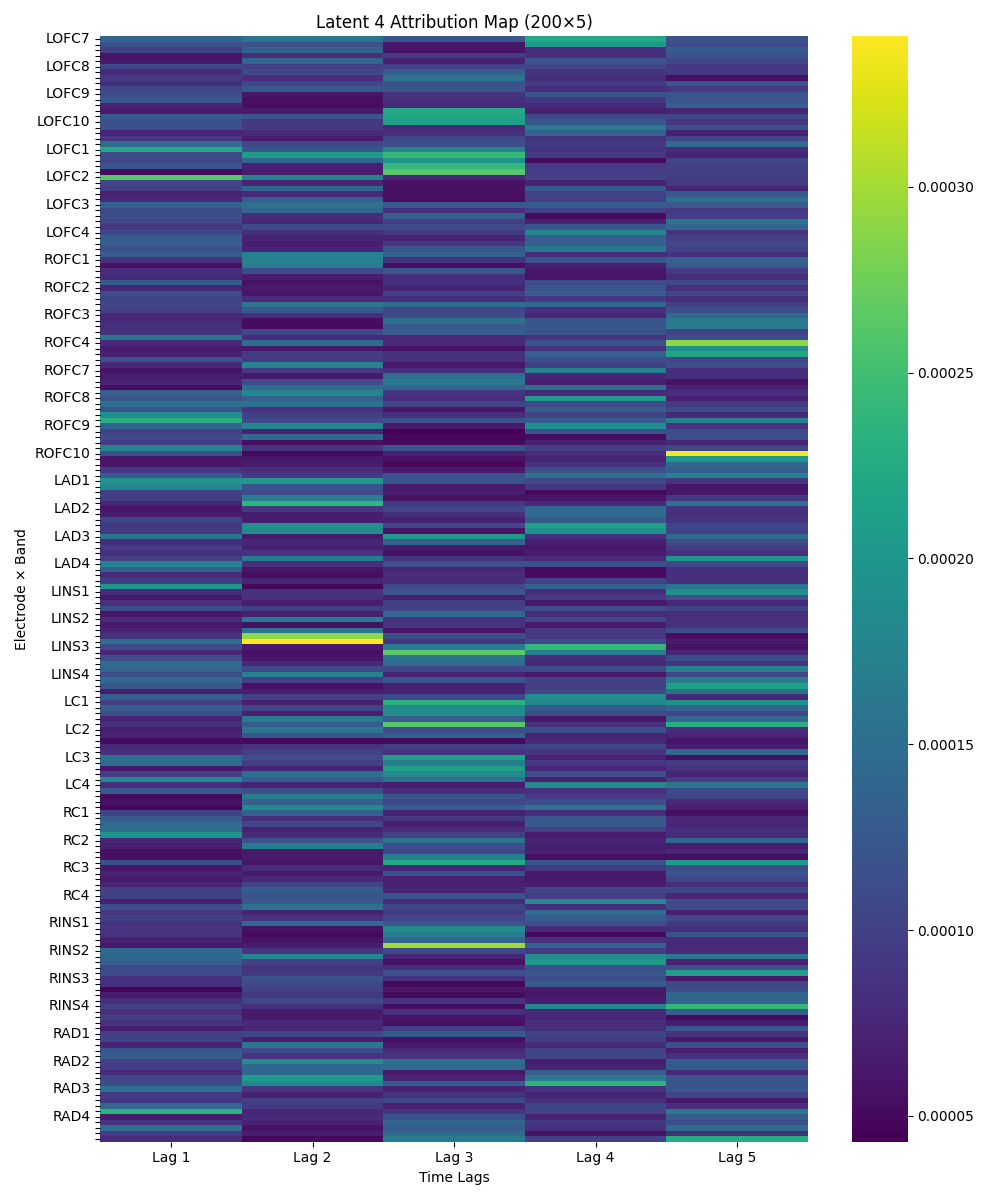 Latent 4 Attribution Map (200×5)
LOFC7
LOFC8
LOFC9
LOFC10
LOFC1
LOFC2
LOFC3
LOFC4
ROFC1
ROFC2
ROFC3
ROFC4
ROFC7
ROFC8
ROFC9
ROFC10
LAD1
LAD2
LAD3
LAD4
LINS1
LINS2
LINS3
LINS4
LC1
LC2
LC3
LC4
RC1
RC2
RC3
RC4
RINS1
RINS2
RINS3
RINS4
RAD1
RAD2
RAD3
RAD4
Electrode × Band
Lag 1
Lag 2
Lag 3
Lag 4
Lag 5
Time Lags
0.00030
0.00025
0.00020
0.00015
0.00010
0.00005